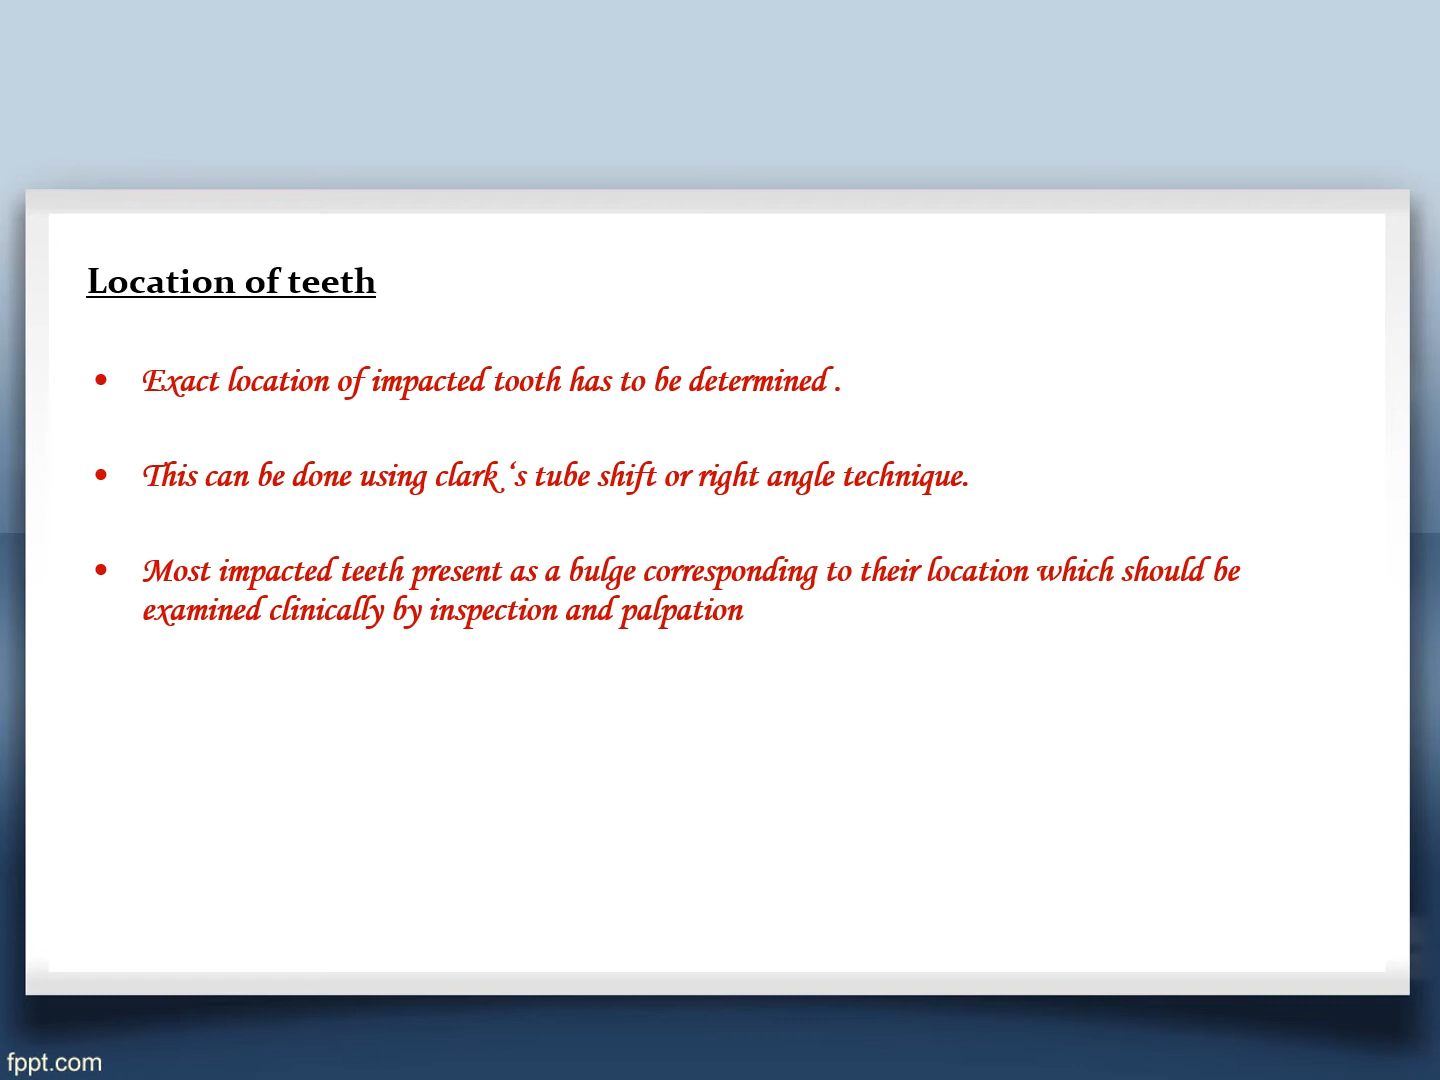 Location of teeth
• Exact location of impacted tooth has to be determined .
• This can be done using clark ‘s tube shift or right angle technique.
• Most impacted teeth present as a bulge corresponding to their location which should be
examined clinically by inspection and palpation
fppt.com